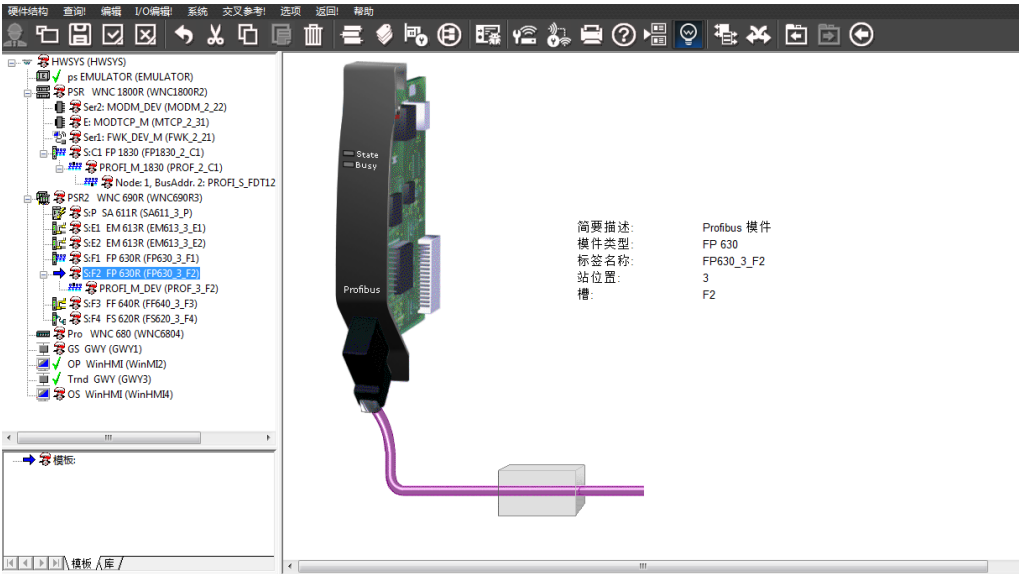 硬件结构 查询! 编辑 I/O编辑! 系统 交叉参考! 选项 返回! 帮助
HWSYS (HWSYS)
ps EMULATOR (EMULATOR)
PSR WNC 1800R (WNC1800R2)
Ser2: MODM_DEV (MODM_2_22)
E: MODTCP_M (MTCP_2_31)
Ser1: FWK_DEV_M (FWK_2_21)
S:C1 FP 1830 (FP1830_2_C1)
PROFI_M_1830 (PROF_2_C1)
Node: 1, BusAddr. 2: PROFI_S_FDT12
PSR2 WNC 690R (WNC690R3)
S:P SA 611R (SA611_3_P)
S:E1 EM 613R (EM613_3_E1)
S:E2 EM 613R (EM613_3_E2)
S:F1 FP 630R (FP630_3_F1)
S:F2 FP 630R (FP630_3_F2)
PROFI_M_DEV (PROF_3_F2)
S:F3 FF 640R (FF640_3_F3)
S:F4 FS 620R (FS620_3_F4)
Pro WNC 680 (WNC6804)
GS GWY (GWY1)
OP WinHMI (WinMI2)
Trnd GWY (GWY3)
OS WinHMI (WinHMI4)
模板:
模板 库
State
Busy
Profibus
简要描述: Profibus 模件
模件类型: FP 630
标签名称: FP630_3_F2
站位置: 3
槽: F2